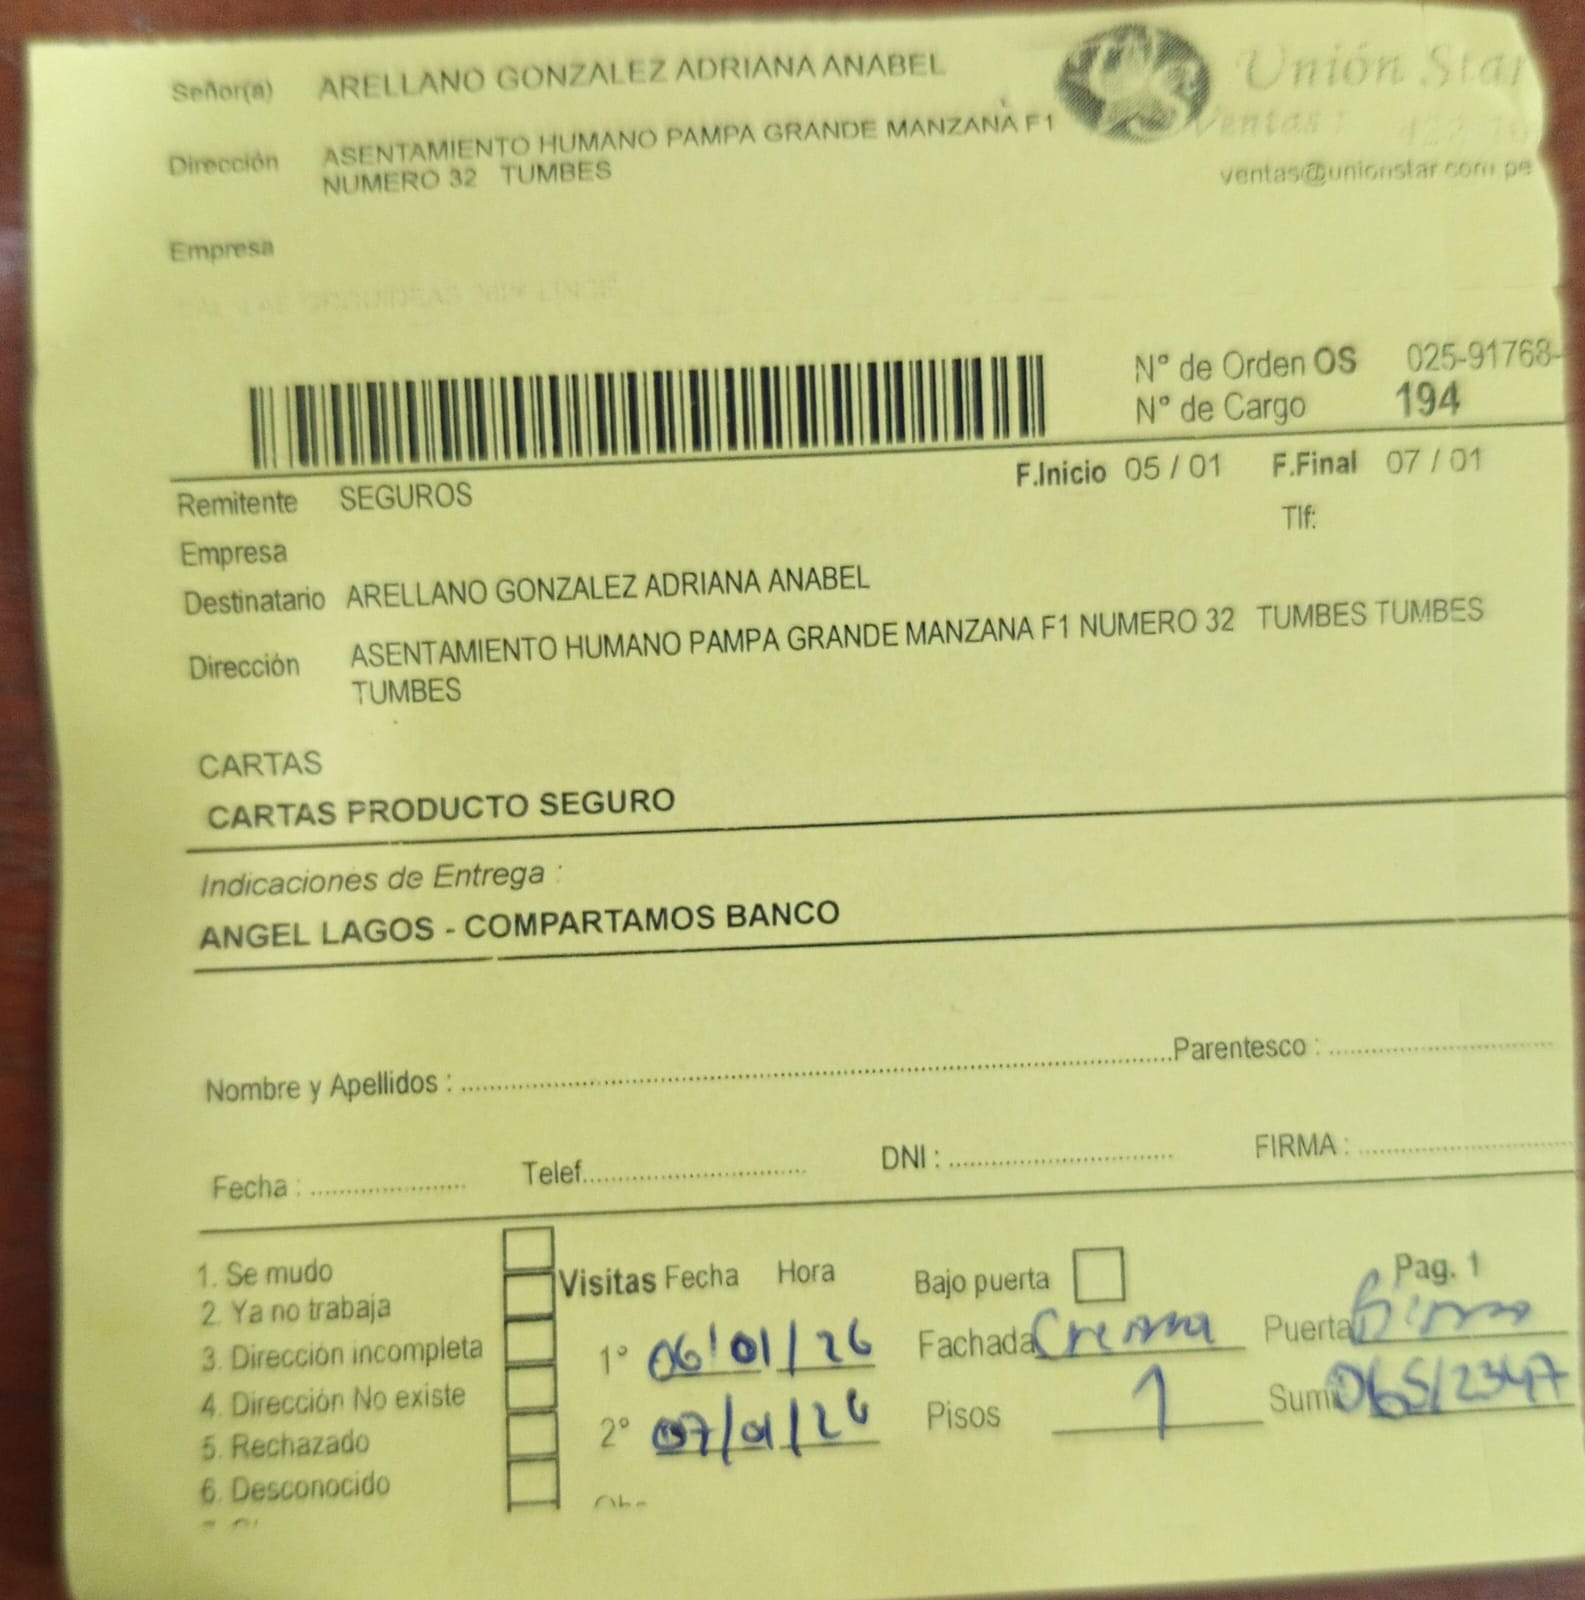 Señor(a) ARELLANO GONZALEZ ADRIANA ANABEL
Unión Star
Ventas :
Dirección ASENTAMIENTO HUMANO PAMPA GRANDE MANZANA F1
NUMERO 32 TUMBES
ventas@unionstar.com.pe
Empresa
Nº de Orden OS 025-91768-
Nº de Cargo 194
F.Inicio 05 / 01 F.Final 07 / 01
Remitente SEGUROS
Tlf:
Empresa
Destinatario ARELLANO GONZALEZ ADRIANA ANABEL
Dirección ASENTAMIENTO HUMANO PAMPA GRANDE MANZANA F1 NUMERO 32 TUMBES TUMBES
TUMBES
CARTAS
CARTAS PRODUCTO SEGURO
Indicaciones de Entrega :
ANGEL LAGOS - COMPARTAMOS BANCO
Nombre y Apellidos : Parentesco :
Fecha : Telef. DNI : FIRMA :
1. Se mudo
2. Ya no trabaja
3. Dirección incompleta
4. Dirección No existe
5. Rechazado
6. Desconocido
Visitas Fecha Hora
1° 06/01/26
2° 07/01/26
Bajo puerta
Pag. 1
Fachada Crema Puerta
Pisos 1 Sumi 065/2347